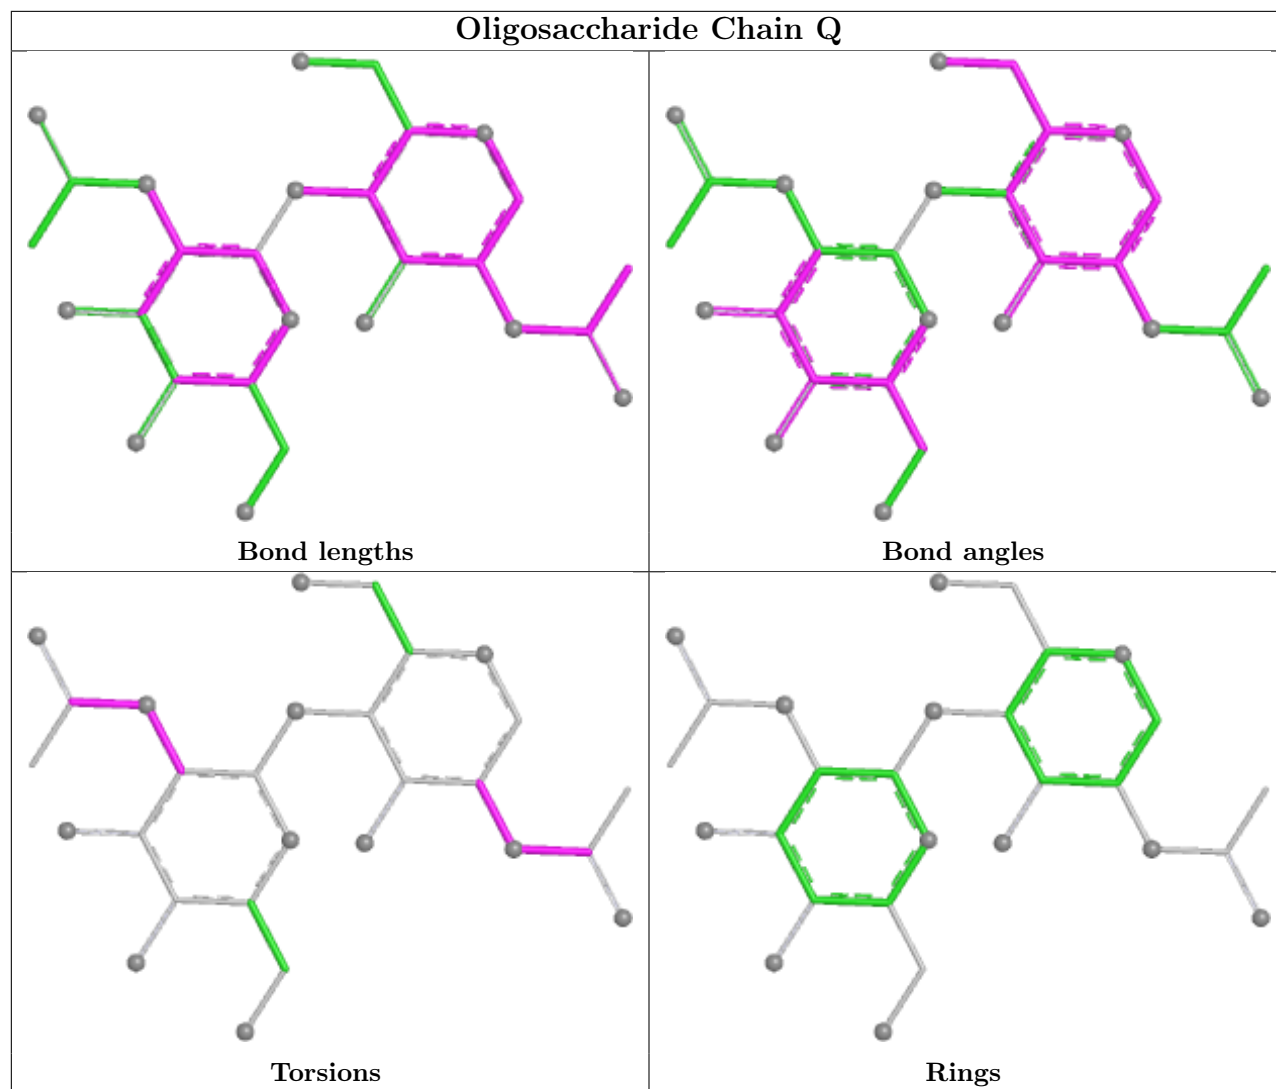 Oligosaccharide Chain Q
Bond lengths
Bond angles
Torsions
Rings